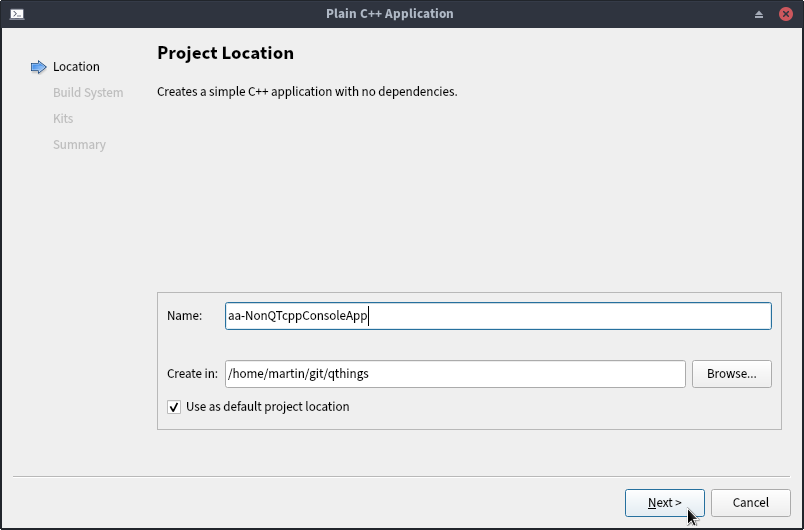 Plain C++ Application
Location
Build System
Kits
Summary
Project Location
Creates a simple C++ application with no dependencies.
Name: aa-NonQTcppConsoleApp
Create in: /home/martin/git/qthings Browse...
Use as default project location
Next > Cancel